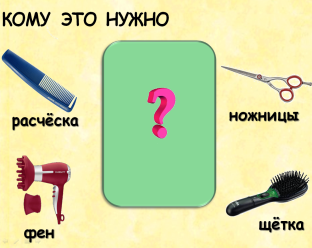 КОМУ ЭТО НУЖНО
?
расчёска
ножницы
фен
щётка